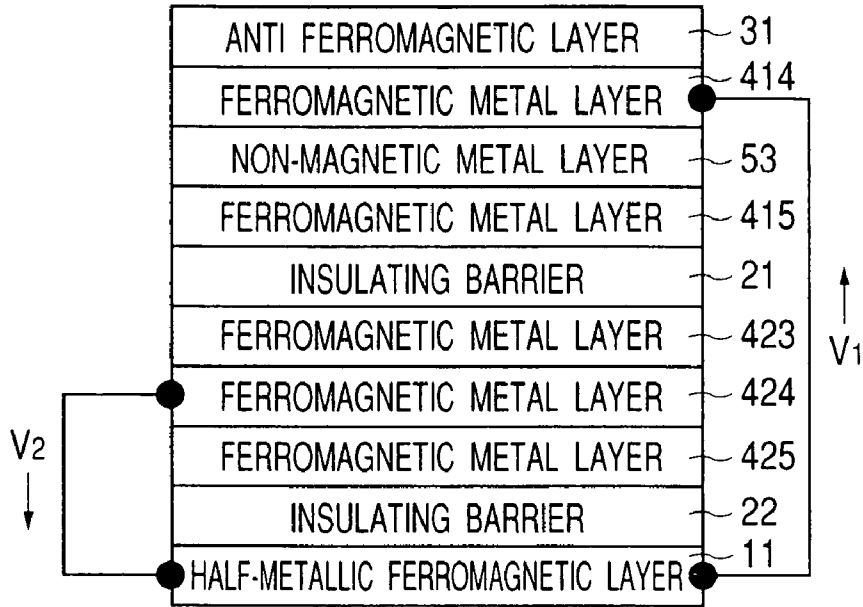 ANTI FERROMAGNETIC LAYER 31
FERROMAGNETIC METAL LAYER 414
NON-MAGNETIC METAL LAYER 53
FERROMAGNETIC METAL LAYER 415
INSULATING BARRIER 21
FERROMAGNETIC METAL LAYER 423
V1
FERROMAGNETIC METAL LAYER 424
V2
FERROMAGNETIC METAL LAYER 425
INSULATING BARRIER 22
HALF-METALLIC FERROMAGNETIC LAYER 11